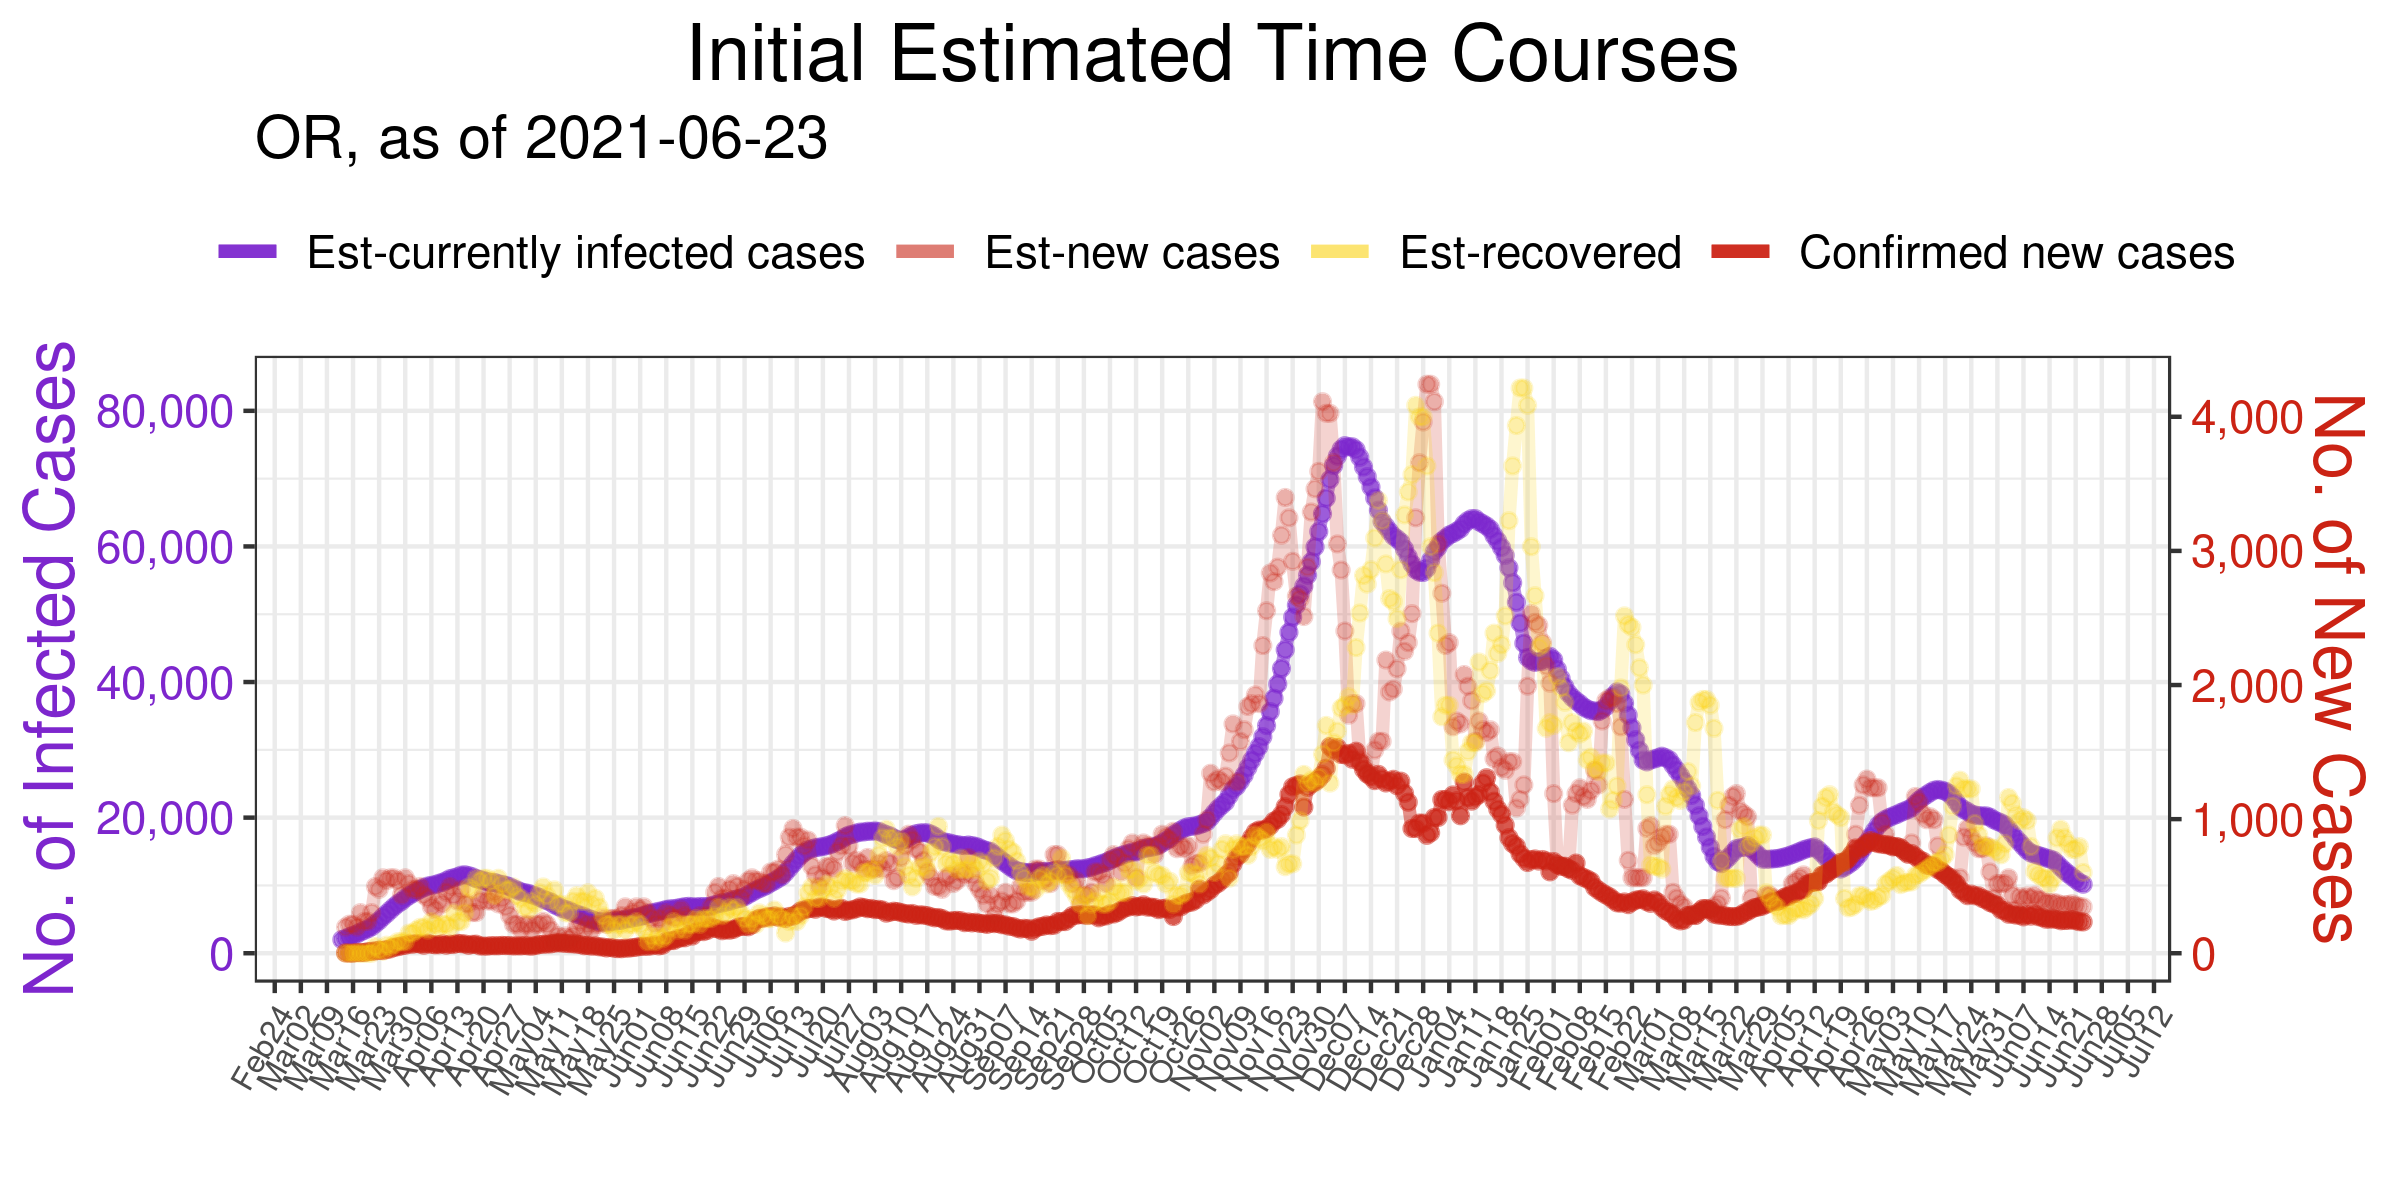 Initial Estimated Time Courses
OR, as of 2021-06-23
Est-currently infected cases
Est-new cases
Est-recovered
Confirmed new cases
No. of Infected Cases
80,000
60,000
40,000
20,000
0
4,000
3,000
2,000
1,000
0
No. of New Cases
Feb24
Mar02
Mar09
Mar16
Mar23
Mar30
Apr06
Apr13
Apr20
Apr27
May04
May11
May18
May25
Jun01
Jun08
Jun15
Jun22
Jun29
Jul06
Jul13
Jul20
Jul27
Aug03
Aug10
Aug17
Aug24
Aug31
Sep07
Sep14
Sep21
Sep28
Oct05
Oct12
Oct19
Oct26
Nov02
Nov09
Nov16
Nov23
Nov30
Dec07
Dec14
Dec21
Dec28
Jan04
Jan11
Jan18
Jan25
Feb01
Feb08
Feb15
Feb22
Mar01
Mar08
Mar15
Mar22
Mar29
Apr05
Apr12
Apr19
Apr26
May03
May10
May17
May24
May31
Jun07
Jun14
Jun21
Jun28
Jul05
Jul12